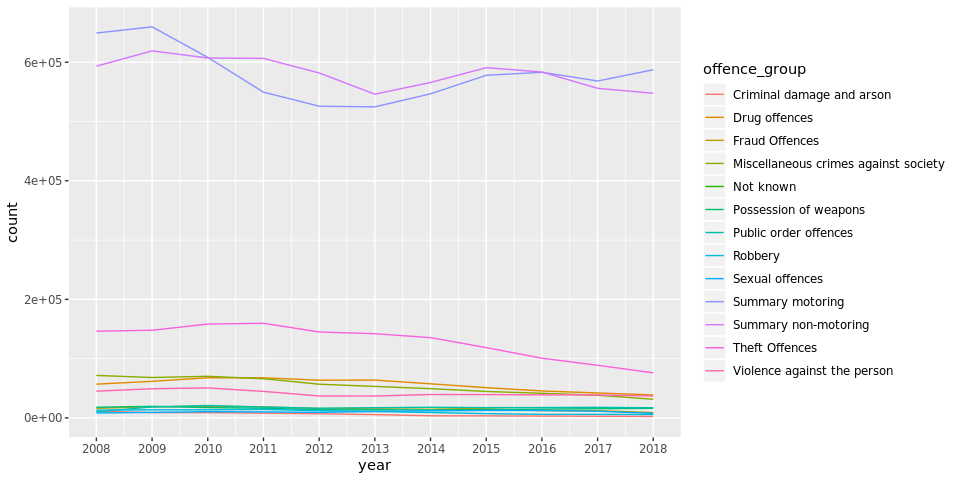 6e+05
4e+05
2e+05
0e+00
count
2008 2009 2010 2011 2012 2013 2014 2015 2016 2017 2018
year
offence_group
Criminal damage and arson
Drug offences
Fraud Offences
Miscellaneous crimes against society
Not known
Possession of weapons
Public order offences
Robbery
Sexual offences
Summary motoring
Summary non-motoring
Theft Offences
Violence against the person